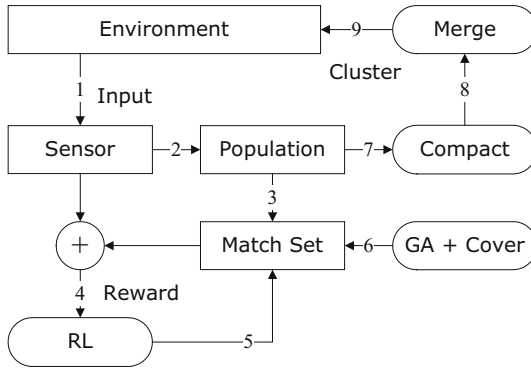 Environment
9
Merge
Cluster
1
Input
8
Sensor
2
Population
7
Compact
3
+
Match Set
6
GA + Cover
4
Reward
RL
5